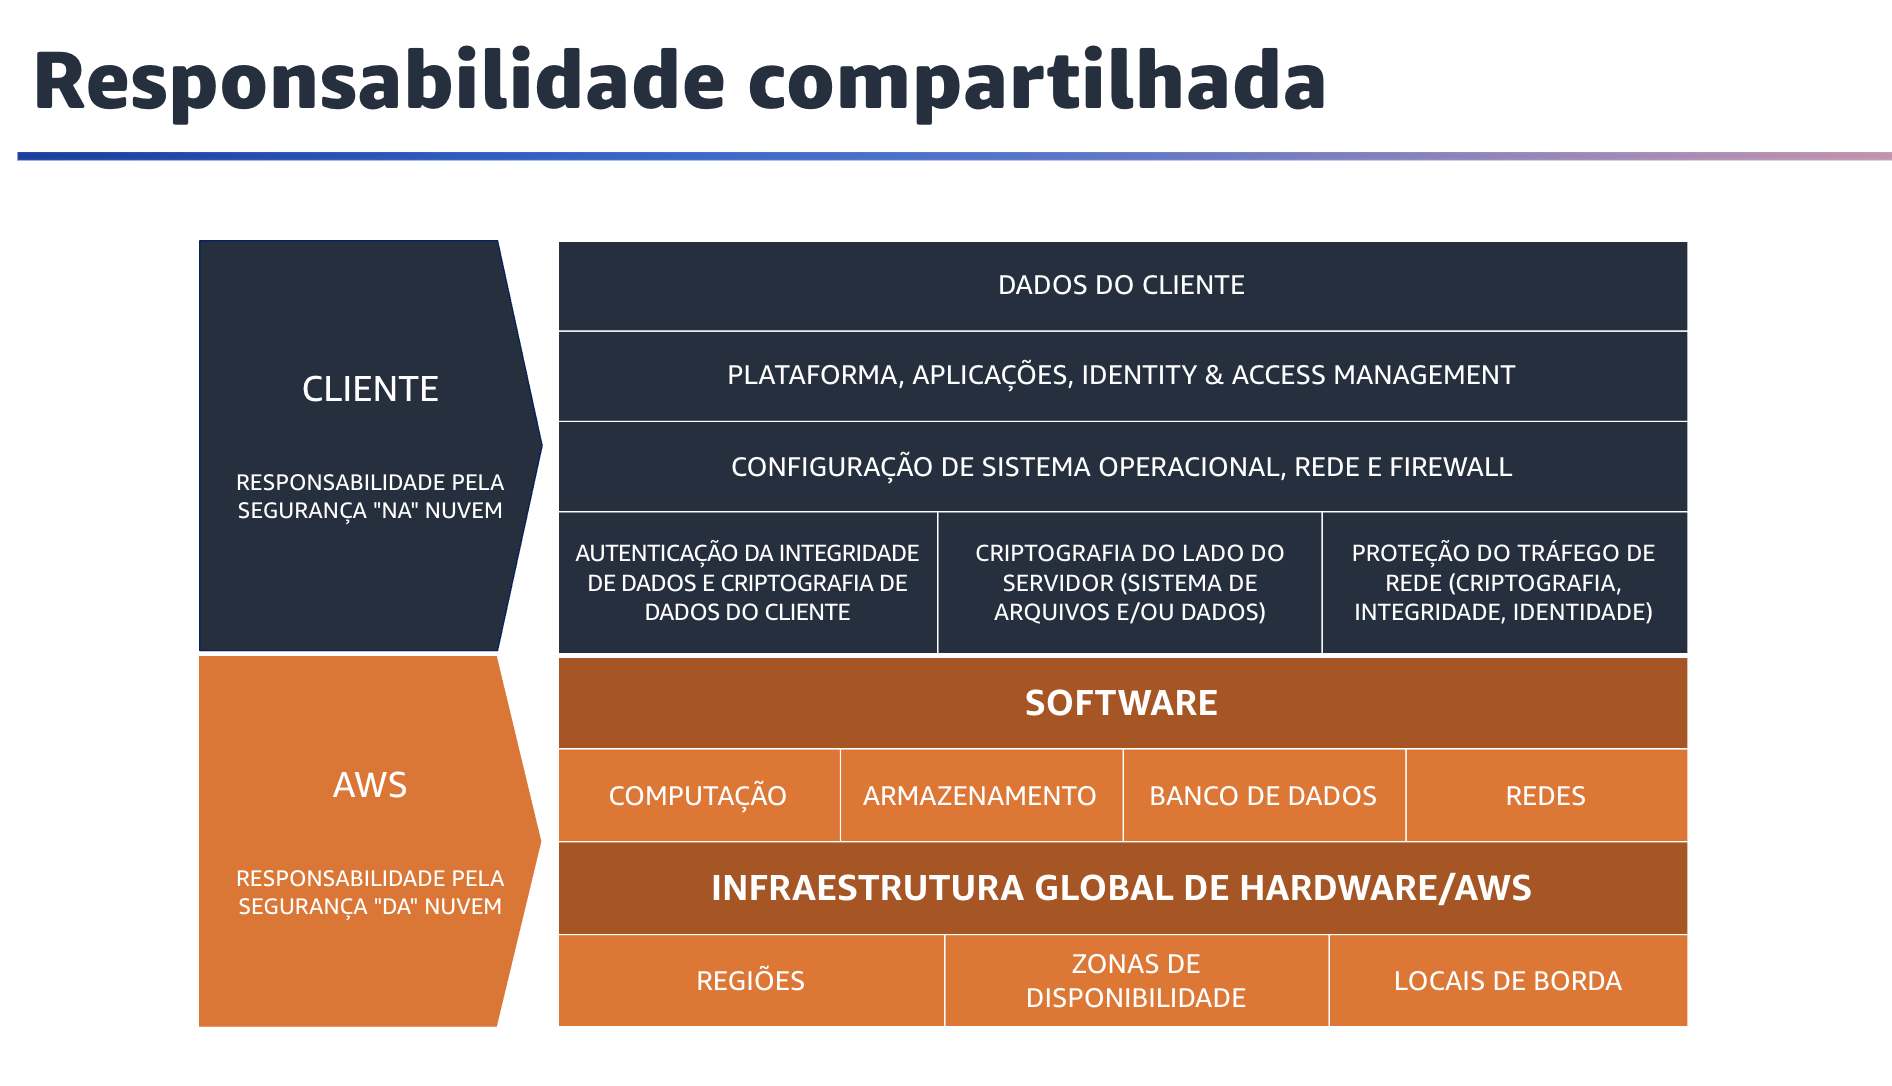 Responsabilidade compartilhada
CLIENTE
RESPONSABILIDADE PELA
SEGURANÇA "NA" NUVEM
DADOS DO CLIENTE
PLATAFORMA, APLICAÇÕES, IDENTITY & ACCESS MANAGEMENT
CONFIGURAÇÃO DE SISTEMA OPERACIONAL, REDE E FIREWALL
AUTENTICAÇÃO DA INTEGRIDADE
DE DADOS E CRIPTOGRAFIA DE
DADOS DO CLIENTE
CRIPTOGRAFIA DO LADO DO
SERVIDOR (SISTEMA DE
ARQUIVOS E/OU DADOS)
PROTEÇÃO DO TRÁFEGO DE
REDE (CRIPTOGRAFIA,
INTEGRIDADE, IDENTIDADE)
AWS
RESPONSABILIDADE PELA
SEGURANÇA "DA" NUVEM
SOFTWARE
COMPUTAÇÃO
ARMAZENAMENTO
BANCO DE DADOS
REDES
INFRAESTRUTURA GLOBAL DE HARDWARE/AWS
REGIÕES
ZONAS DE
DISPONIBILIDADE
LOCAIS DE BORDA